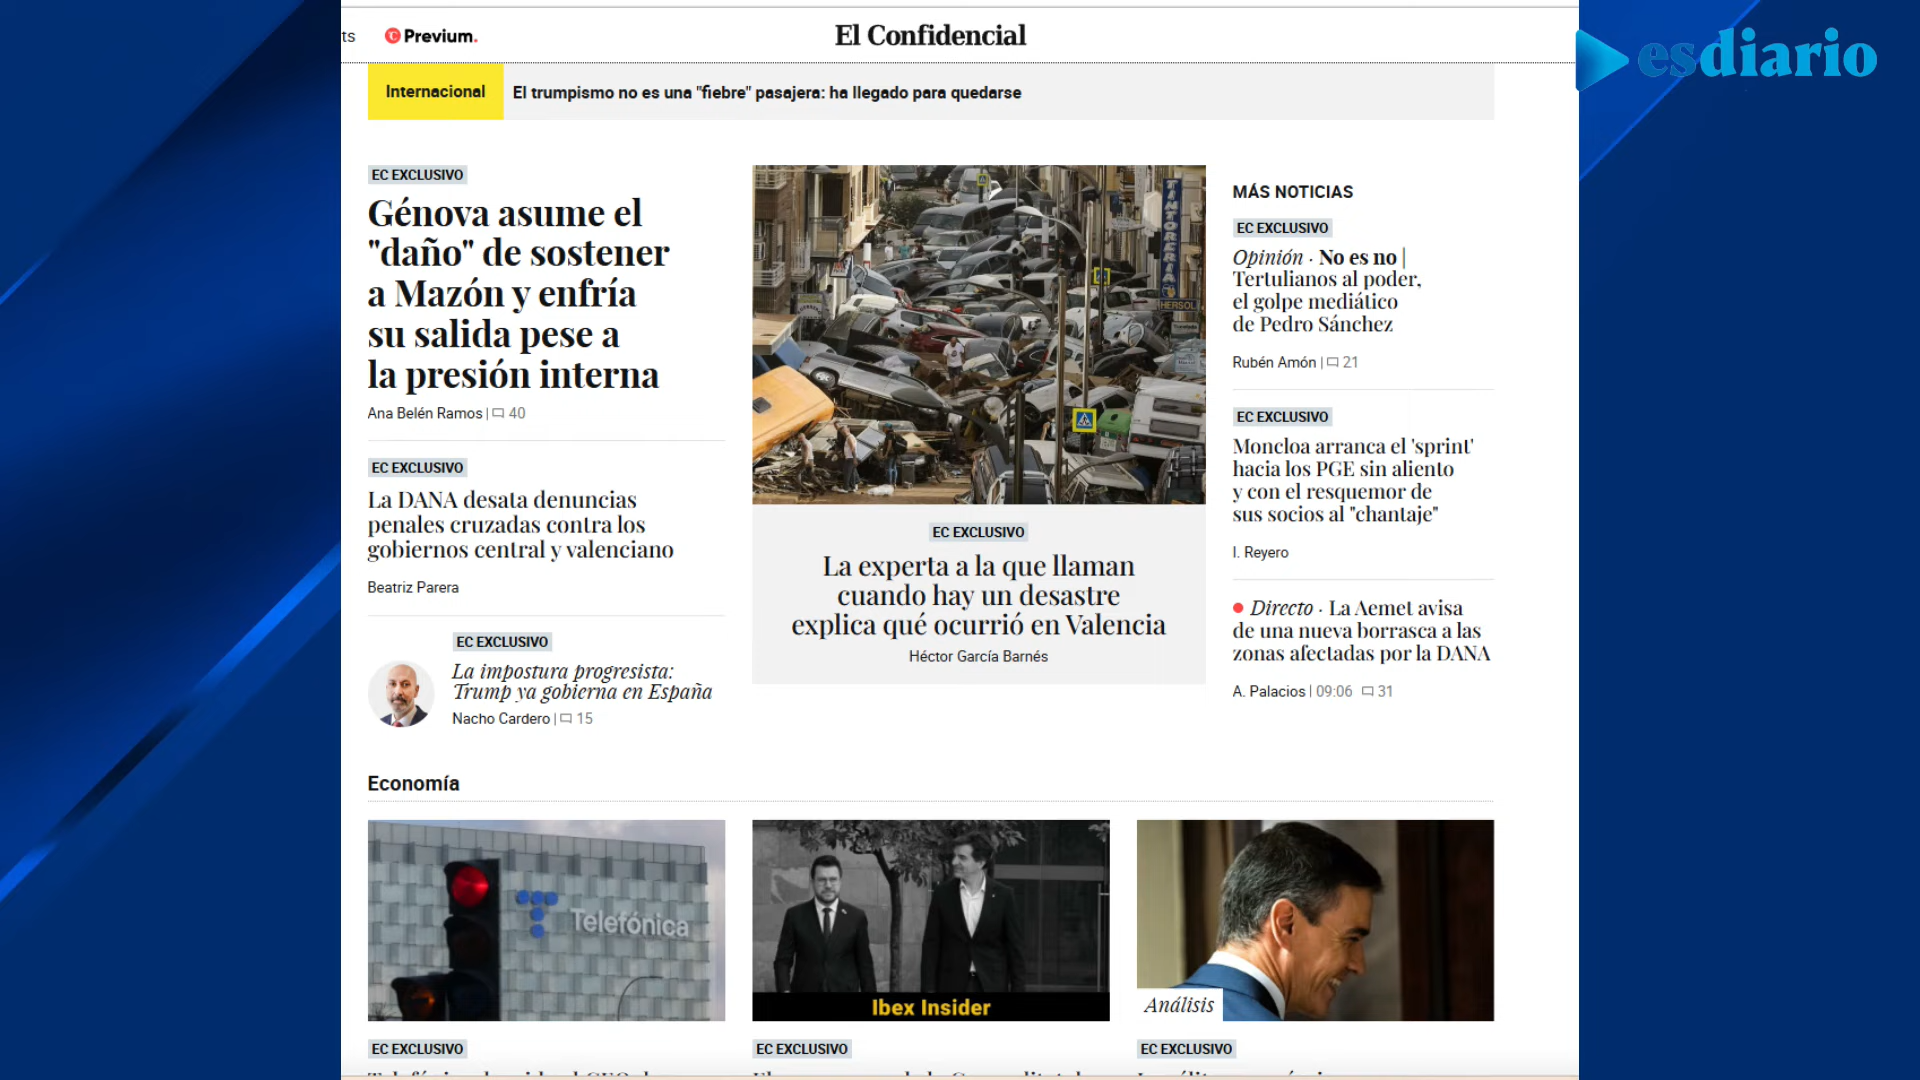 ts
Previum.
El Confidencial
esdiario
Internacional
El trumpismo no es una "fiebre" pasajera: ha llegado para quedarse
EC EXCLUSIVO
Génova asume el
"daño" de sostener
a Mazón y enfría
su salida pese a
la presión interna
Ana Belén Ramos | 40
EC EXCLUSIVO
La DANA desata denuncias
penales cruzadas contra los
gobiernos central y valenciano
Beatriz Parera
EC EXCLUSIVO
La impostura progresista:
Trump ya gobierna en España
Nacho Cardero | 15
TINTORERIA
HERSOL
EC EXCLUSIVO
La experta a la que llaman
cuando hay un desastre
explica qué ocurrió en Valencia
Héctor García Barnés
MÁS NOTICIAS
EC EXCLUSIVO
Opinión · No es no |
Tertulianos al poder,
el golpe mediático
de Pedro Sánchez
Rubén Amón | 21
EC EXCLUSIVO
Moncloa arranca el 'sprint'
hacia los PGE sin aliento
y con el resquemor de
sus socios al "chantaje"
I. Reyero
Directo · La Aemet avisa
de una nueva borrasca a las
zonas afectadas por la DANA
A. Palacios | 09:06 31
Economía
Telefónica
Ibex Insider
Análisis
EC EXCLUSIVO
EC EXCLUSIVO
EC EXCLUSIVO